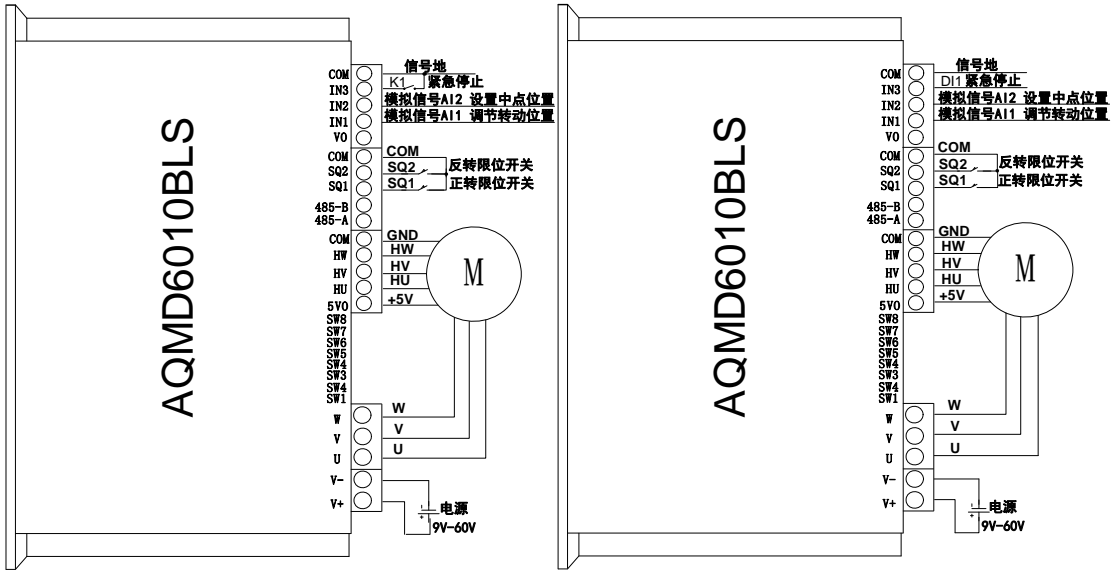 AQMD6010BLS
COM
IN3
IN2
IN1
VO
COM
SQ2
SQ1
485-B
485-A
COM
HW
HV
HU
5VO
SW8
SW7
SW6
SW5
SW4
SW3
SW4
SW1
W
V
U
V-
V+
信号地
K1 紧急停止
模拟信号AI2 设置中点位置
模拟信号AI1 调节转动位置
COM
SQ2 反转限位开关
SQ1 正转限位开关
GND
HW
HV
HU
+5V
M
W
V
U
电源
9V-60V
AQMD6010BLS
COM
IN3
IN2
IN1
VO
COM
SQ2
SQ1
485-B
485-A
COM
HW
HV
HU
5VO
SW8
SW7
SW6
SW5
SW4
SW3
SW4
SW1
W
V
U
V-
V+
信号地
DI1 紧急停止
模拟信号AI2 设置中点位置
模拟信号AI1 调节转动位置
COM
SQ2 反转限位开关
SQ1 正转限位开关
GND
HW
HV
HU
+5V
M
W
V
U
电源
9V-60V